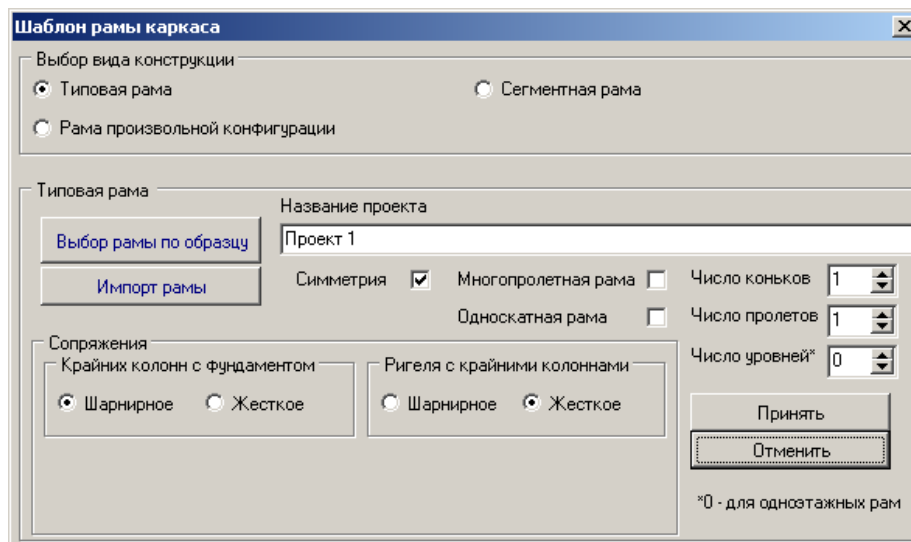 Шаблон рамы каркаса
Выбор вида конструкции
Типовая рама
Сегментная рама
Рама произвольной конфигурации
Типовая рама
Название проекта
Выбор рамы по образцу
Проект 1
Импорт рамы
Симметрия
Многопролетная рама
Число коньков
1
Односкатная рама
Число пролетов
1
Число уровней*
0
Сопряжения
Крайних колонн с фундаментом
Ригеля с крайними колоннами
Шарнирное
Жесткое
Шарнирное
Жесткое
Принять
Отменить
*0 - для одноэтажных рам